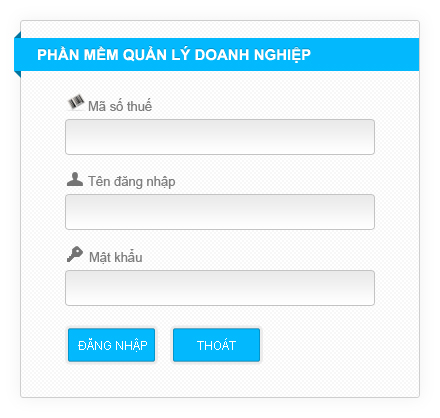 PHẦN MỀM QUẢN LÝ DOANH NGHIỆP
Mã số thuế
Tên đăng nhập
Mật khẩu
ĐĂNG NHẬP
THOÁT